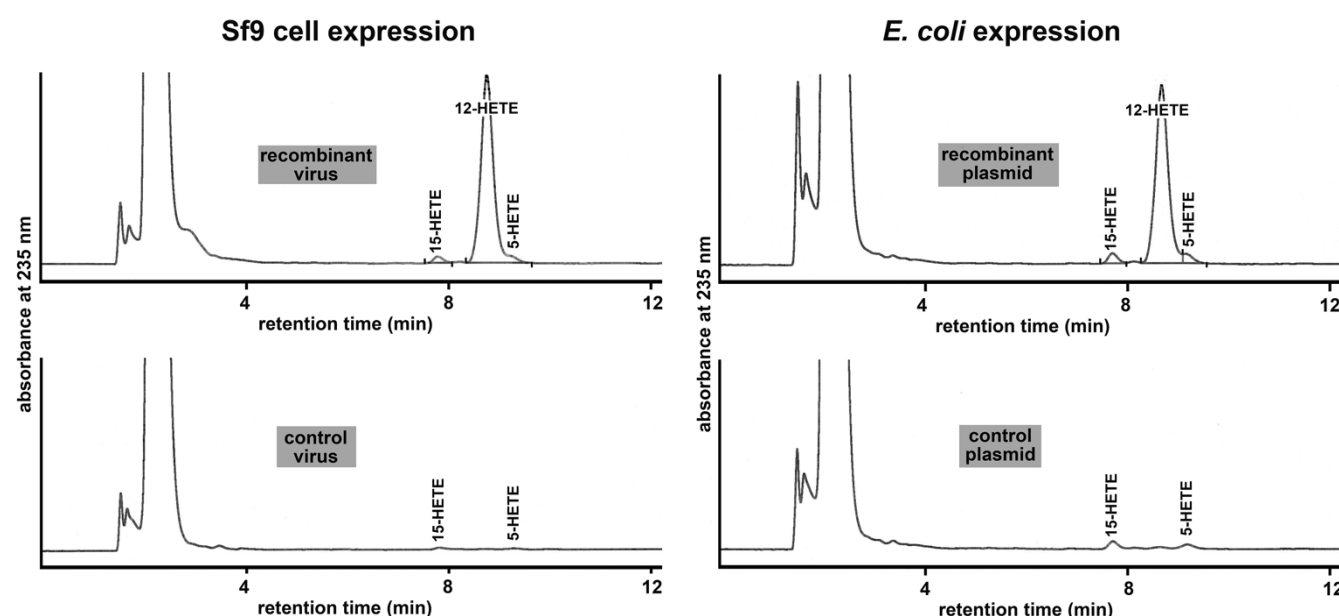 Sf9 cell expression
E. coli expression
absorbance at 235 nm
recombinant
virus
15-HETE
12-HETE
5-HETE
4
8
12
retention time (min)
control
virus
15-HETE
5-HETE
4
8
12
retention time (min)
absorbance at 235 nm
recombinant
plasmid
15-HETE
12-HETE
5-HETE
4
8
12
retention time (min)
control
plasmid
15-HETE
5-HETE
4
8
12
retention time (min)